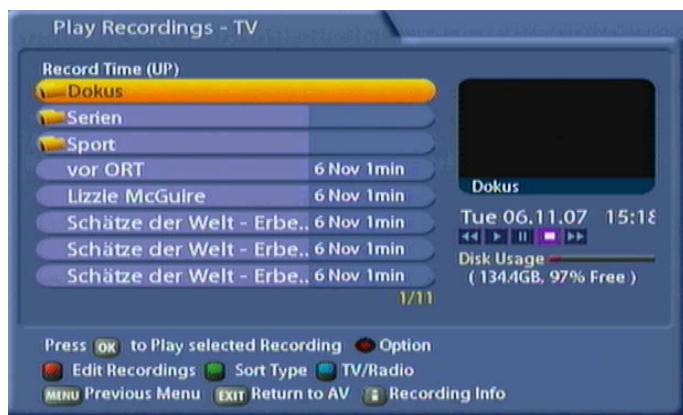 Play Recordings - TV
Record Time (UP)
Dokus
Serien
Sport
vor ORT 6 Nov 1min
Lizzie McGuire 6 Nov 1min
Schätze der Welt - Erbe.. 6 Nov 1min
Schätze der Welt - Erbe.. 6 Nov 1min
Schätze der Welt - Erbe.. 6 Nov 1min
1/11
Dokus
Tue 06.11.07 15:18
Disk Usage
( 134.4GB, 97% Free )
Press OK to Play selected Recording Option
Edit Recordings Sort Type TV/Radio
MENU Previous Menu EXIT Return to AV i Recording Info